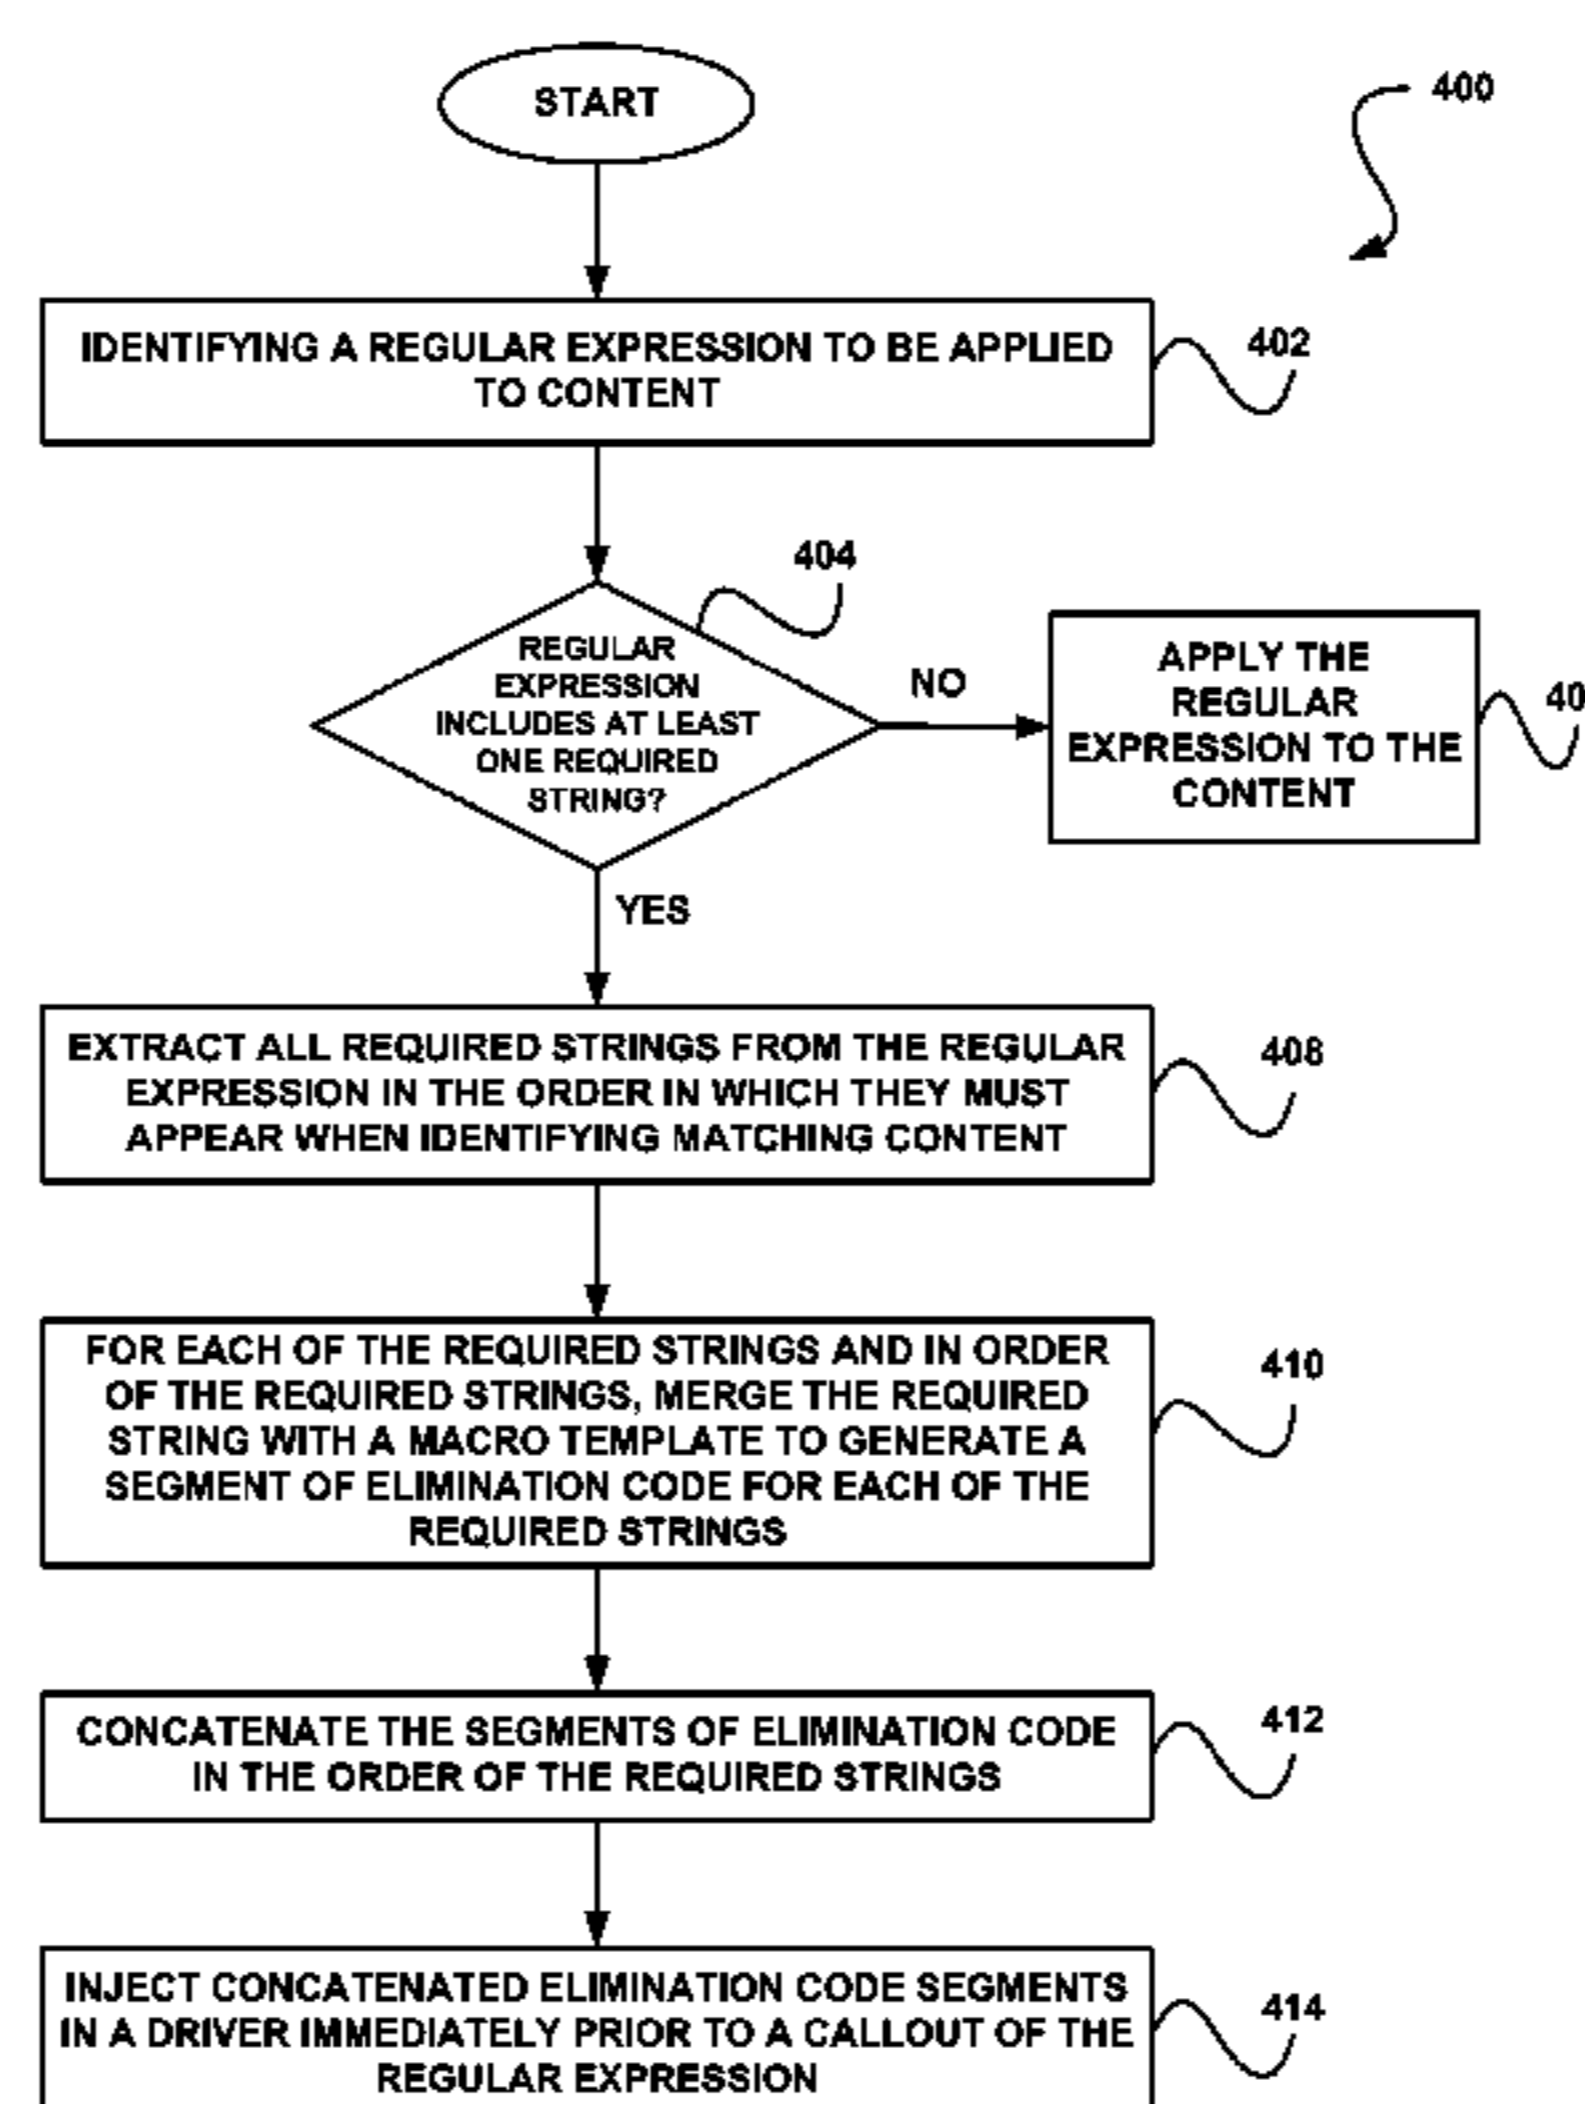 START
400
IDENTIFYING A REGULAR EXPRESSION TO BE APPLIED
TO CONTENT
402
404
REGULAR
EXPRESSION
INCLUDES AT LEAST
ONE REQUIRED
STRING?
NO
APPLY THE
REGULAR
EXPRESSION TO THE
CONTENT
40
YES
EXTRACT ALL REQUIRED STRINGS FROM THE REGULAR
EXPRESSION IN THE ORDER IN WHICH THEY MUST
APPEAR WHEN IDENTIFYING MATCHING CONTENT
408
FOR EACH OF THE REQUIRED STRINGS AND IN ORDER
OF THE REQUIRED STRINGS, MERGE THE REQUIRED
STRING WITH A MACRO TEMPLATE TO GENERATE A
SEGMENT OF ELIMINATION CODE FOR EACH OF THE
REQUIRED STRINGS
410
CONCATENATE THE SEGMENTS OF ELIMINATION CODE
IN THE ORDER OF THE REQUIRED STRINGS
412
INJECT CONCATENATED ELIMINATION CODE SEGMENTS
IN A DRIVER IMMEDIATELY PRIOR TO A CALLOUT OF THE
REGULAR EXPRESSION
414